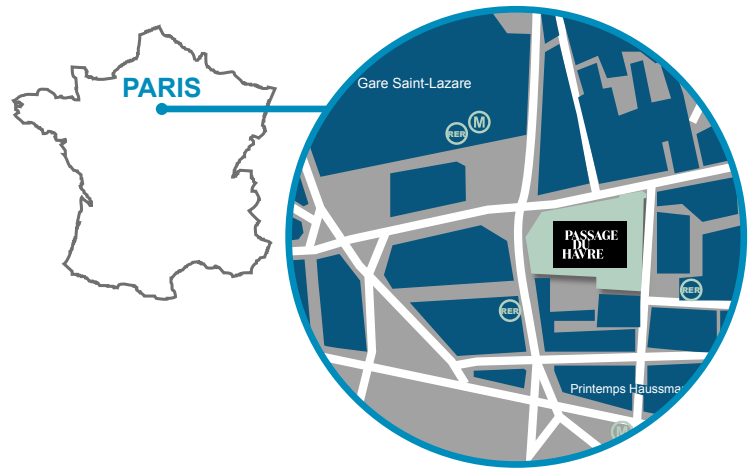 PARIS
Gare Saint-Lazare
M
RER
PASSAGE
DU
HAVRE
RER
RER
Printemps Haussma
M